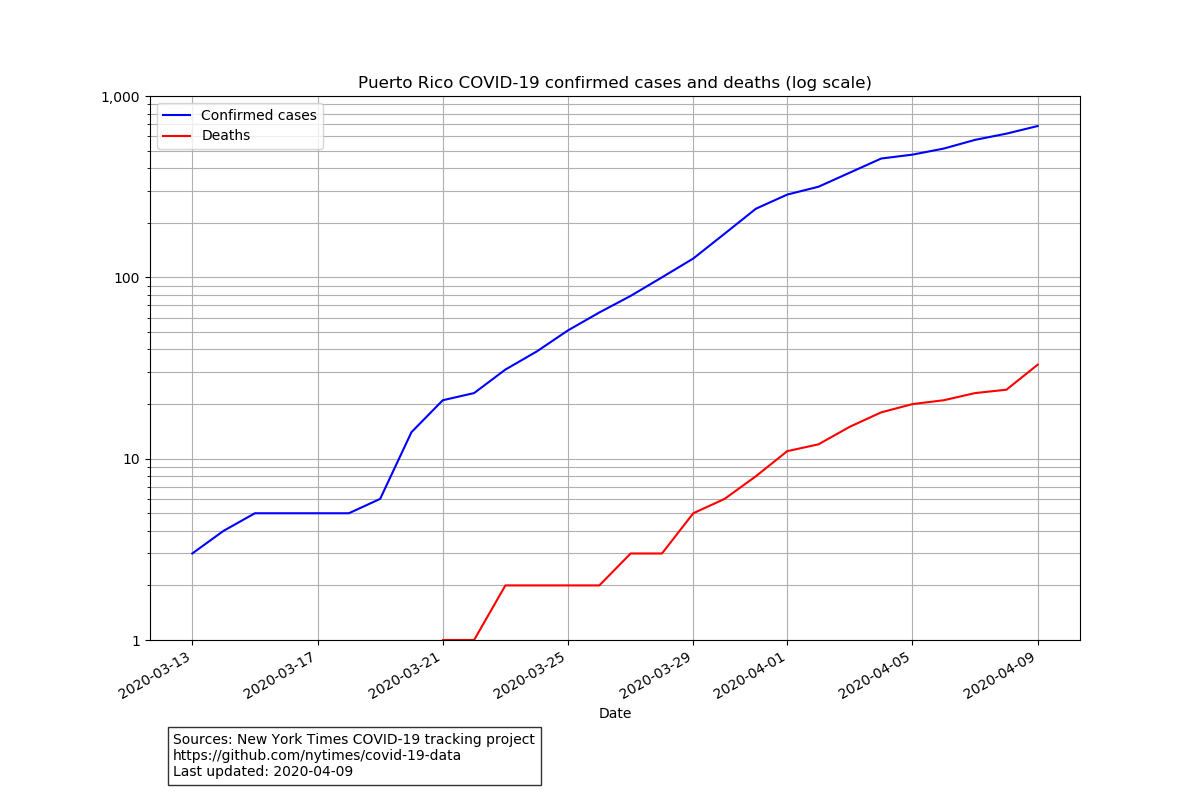 Puerto Rico COVID-19 confirmed cases and deaths (log scale)
1,000
Confirmed cases
Deaths
100
10
1
2020-03-13
2020-03-17
2020-03-21
2020-03-25
2020-03-29
2020-04-01
2020-04-05
2020-04-09
Date
Sources: New York Times COVID-19 tracking project
https://github.com/nytimes/covid-19-data
Last updated: 2020-04-09